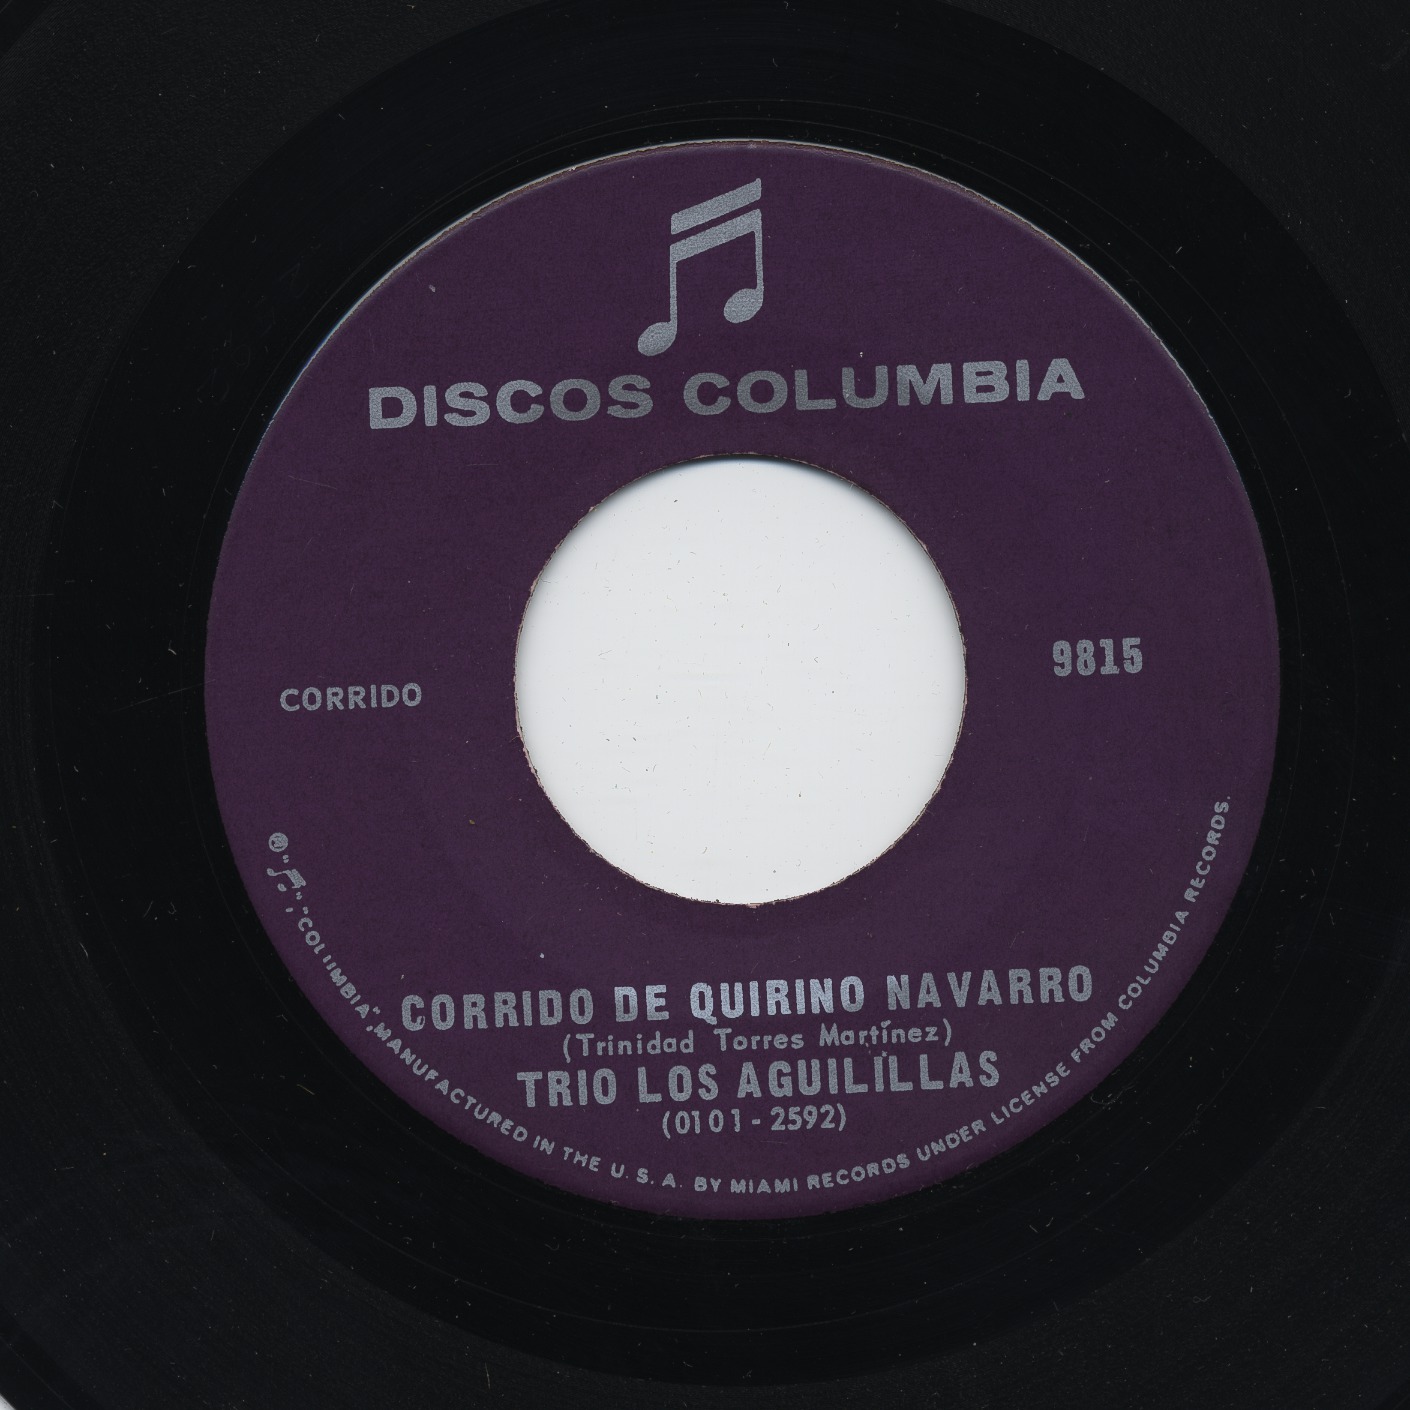 DISCOS COLUMBIA
9815
CORRIDO
CORRIDO DE QUIRINO NAVARRO
(Trinidad Torres Martínez)
TRIO LOS AGUILILLAS
(0101-2592)
Ⓡ "♫", "COLUMBIA", MANUFACTURED IN THE U. S. A. BY MIAMI RECORDS UNDER LICENSE FROM COLUMBIA RECORDS.